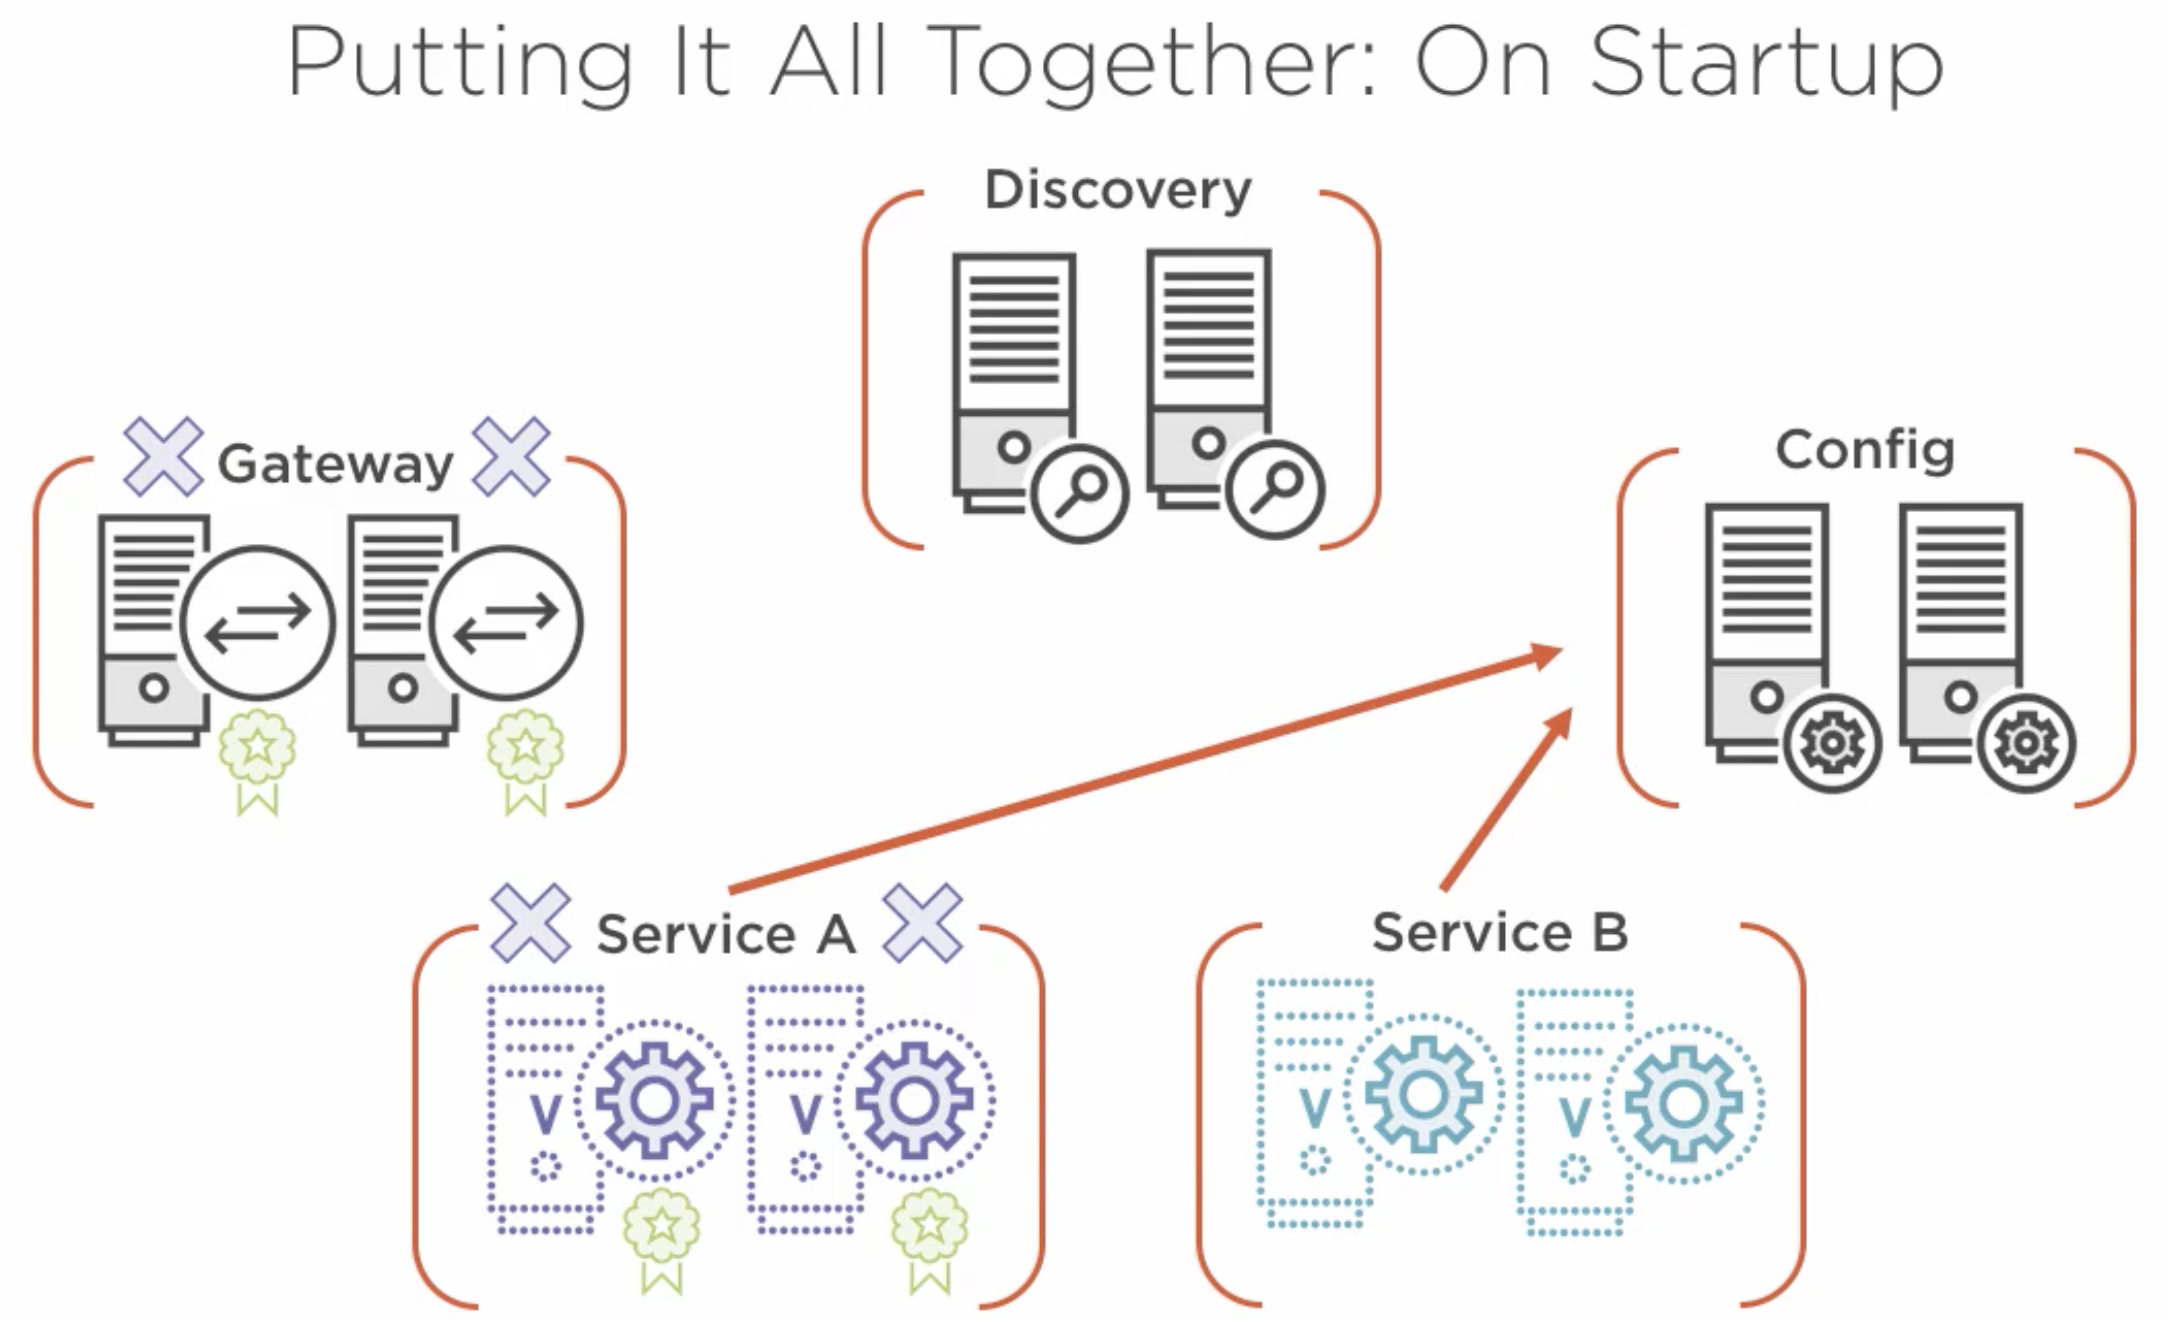 Putting It All Together: On Startup
Discovery
Gateway
Config
Service A
Service B
V
V
V
V